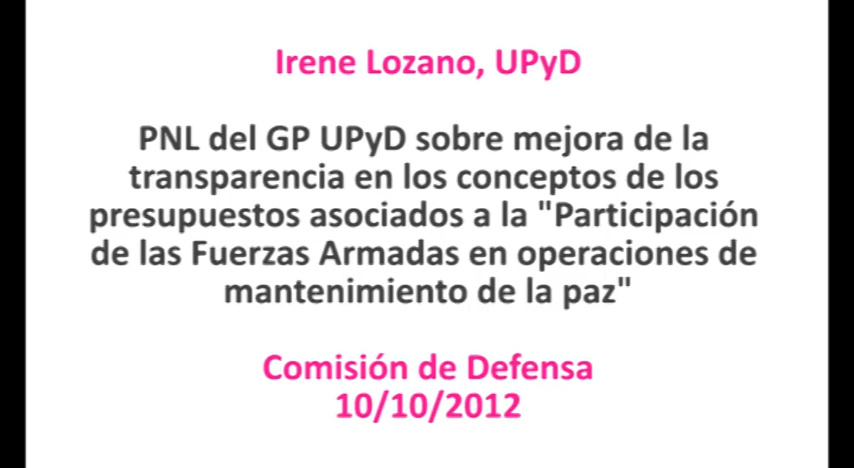 Irene Lozano, UPyD
PNL del GP UPyD sobre mejora de la
transparencia en los conceptos de los
presupuestos asociados a la "Participación
de las Fuerzas Armadas en operaciones de
mantenimiento de la paz"
Comisión de Defensa
10/10/2012